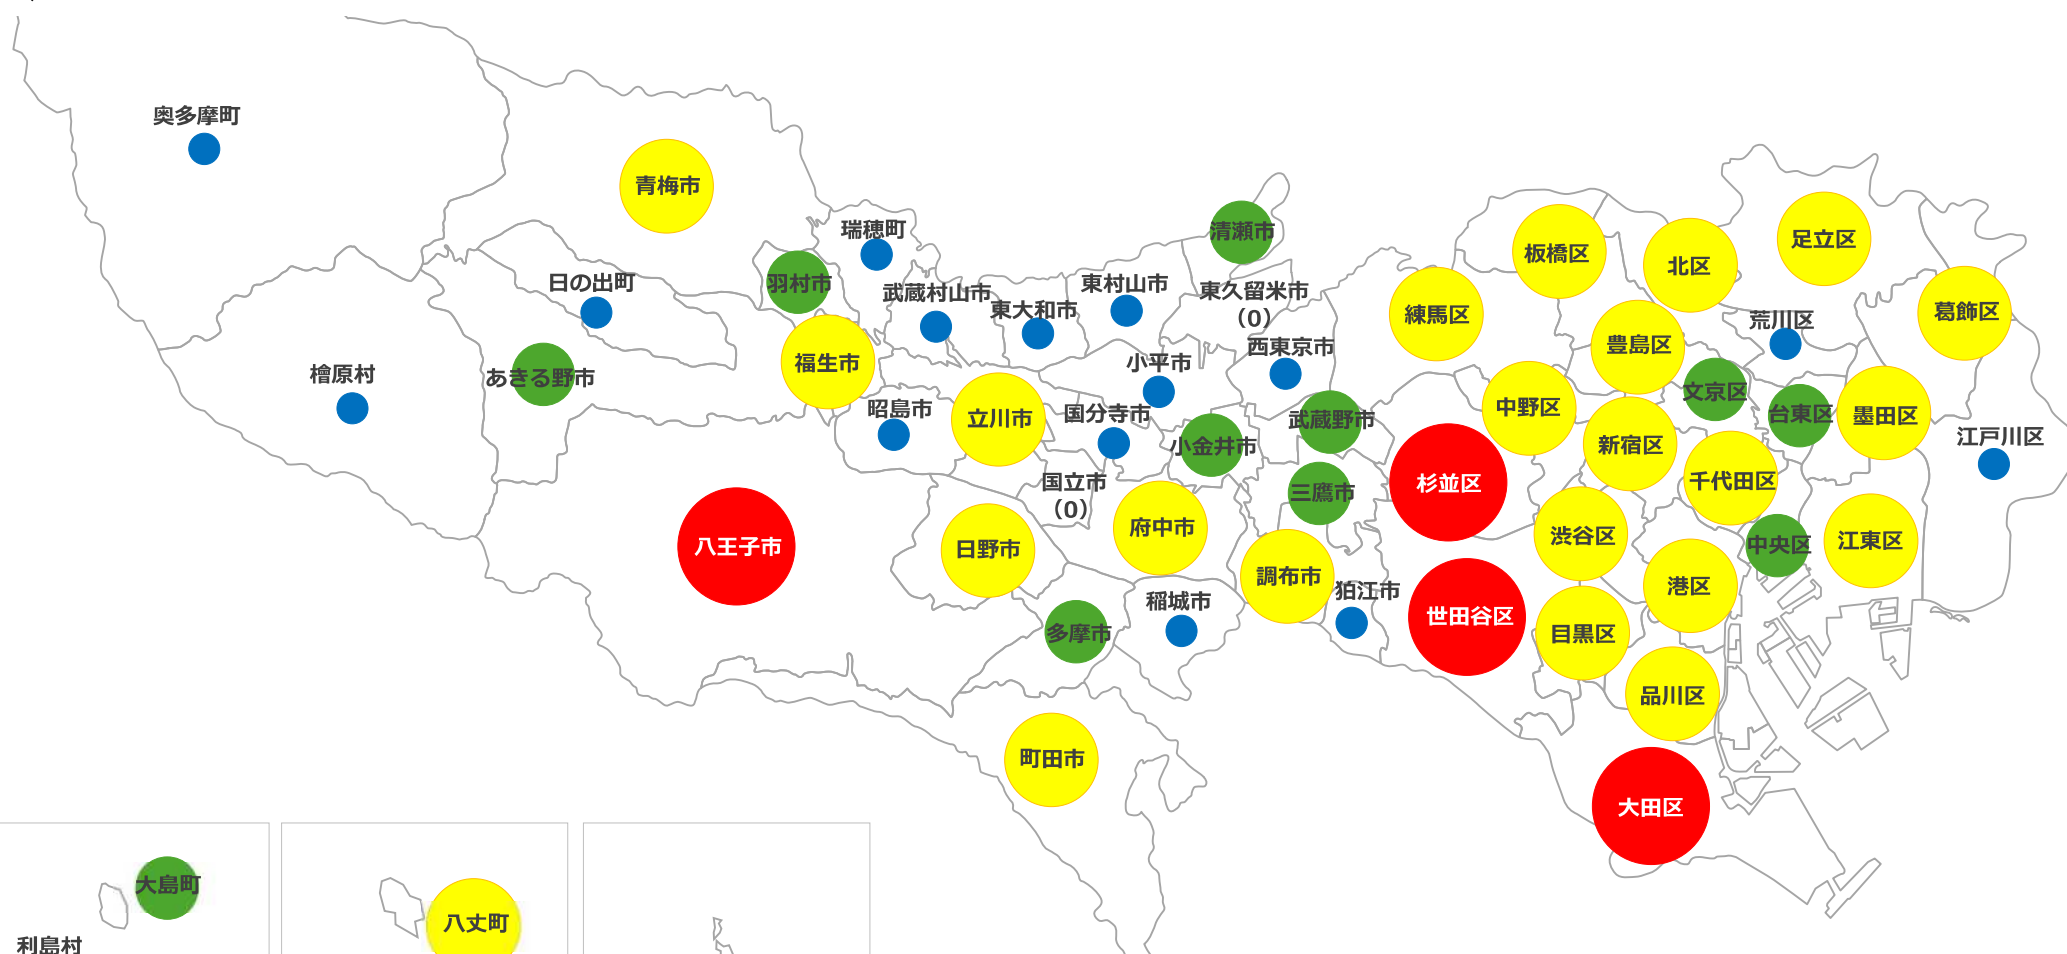 奥多摩町
青梅市
瑞穂町
清瀬市
板橋区
北区
足立区
日の出町
羽村市
武蔵村山市
東大和市
東村山市
東久留米市
（0）
練馬区
豊島区
荒川区
葛飾区
檜原村
あきる野市
福生市
昭島市
立川市
国分寺市
小平市
西東京市
武蔵野市
小金井市
中野区
新宿区
文京区
台東区
墨田区
江戸川区
国立市
（0）
三鷹市
杉並区
千代田区
八王子市
日野市
府中市
調布市
渋谷区
中央区
江東区
稲城市
狛江市
世田谷区
港区
目黒区
多摩市
品川区
町田市
大田区
大島町
八丈町
利島村